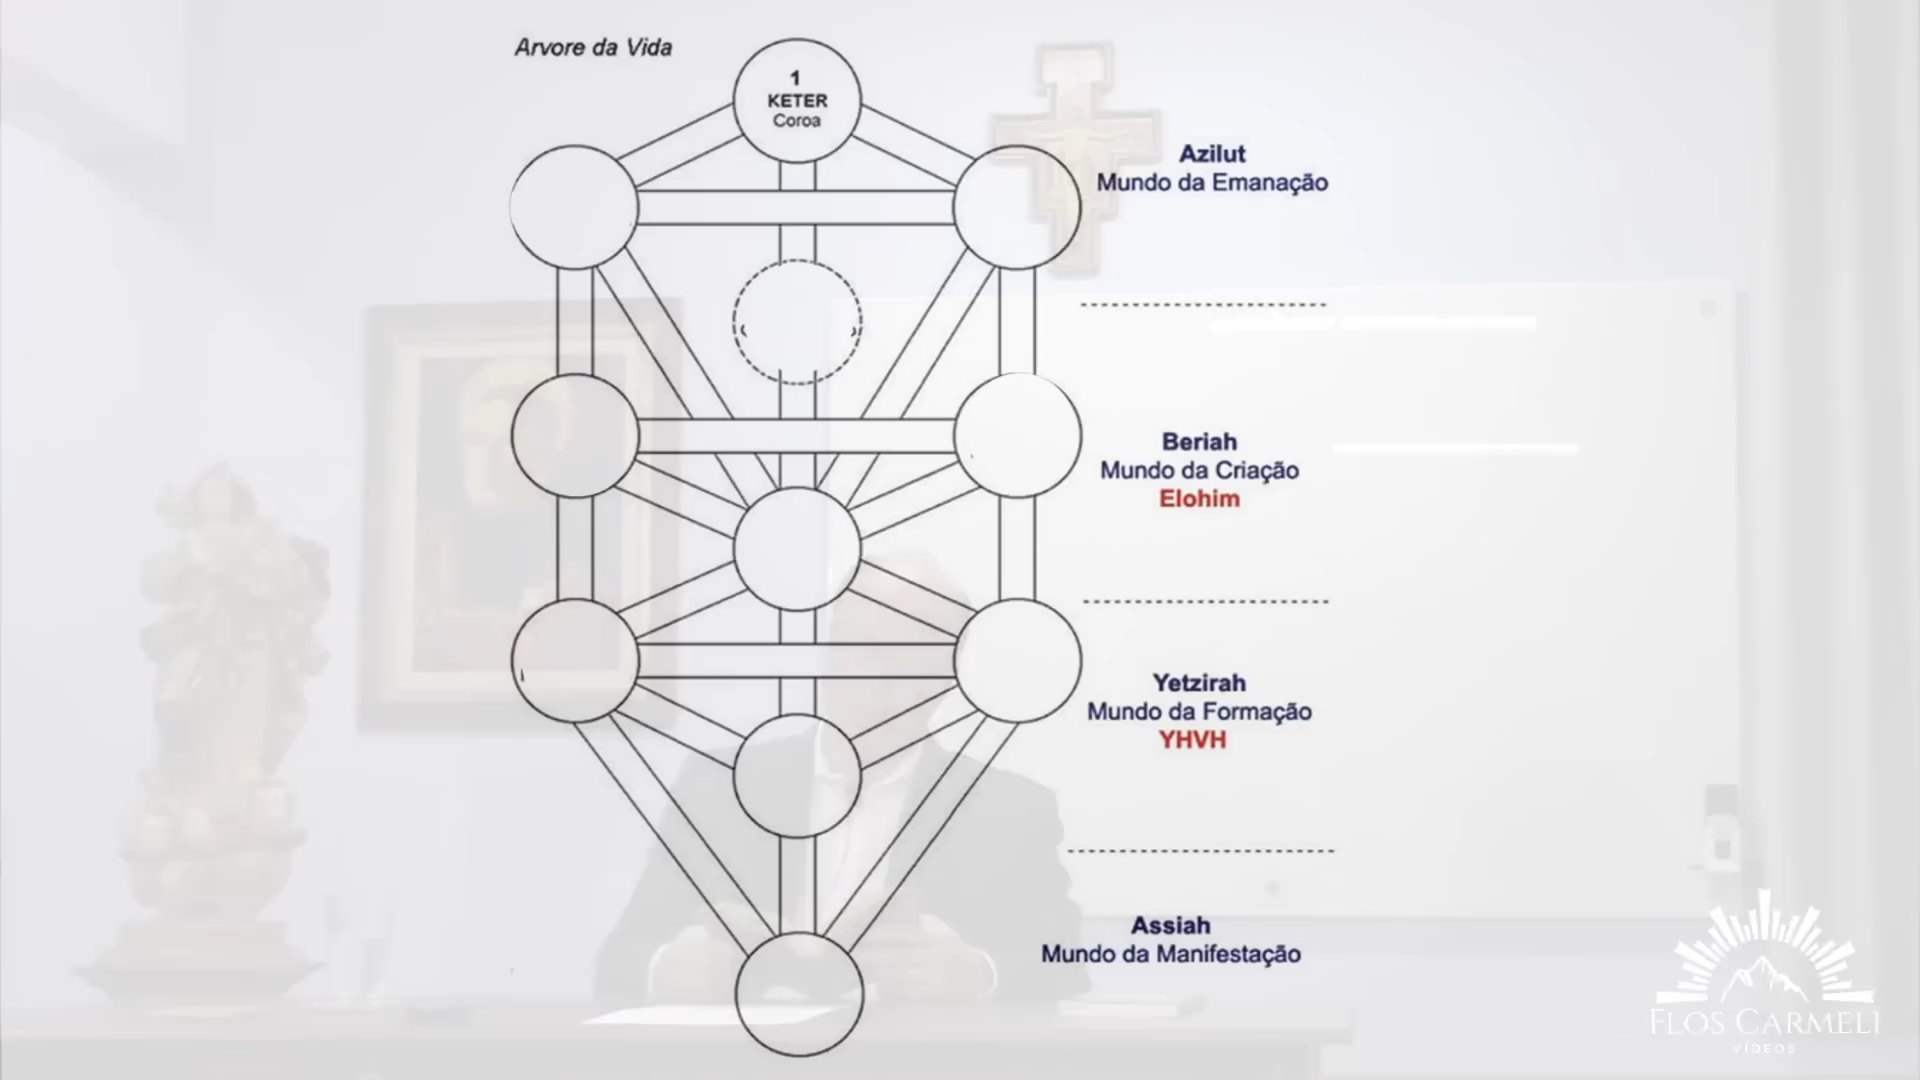 Arvore da Vida
1
KETER
Coroa
Azilut
Mundo da Emanação
Beriah
Mundo da Criação
Elohim
Yetzirah
Mundo da Formação
YHVH
Assiah
Mundo da Manifestação
FLOS CARMELI
VÍDEOS